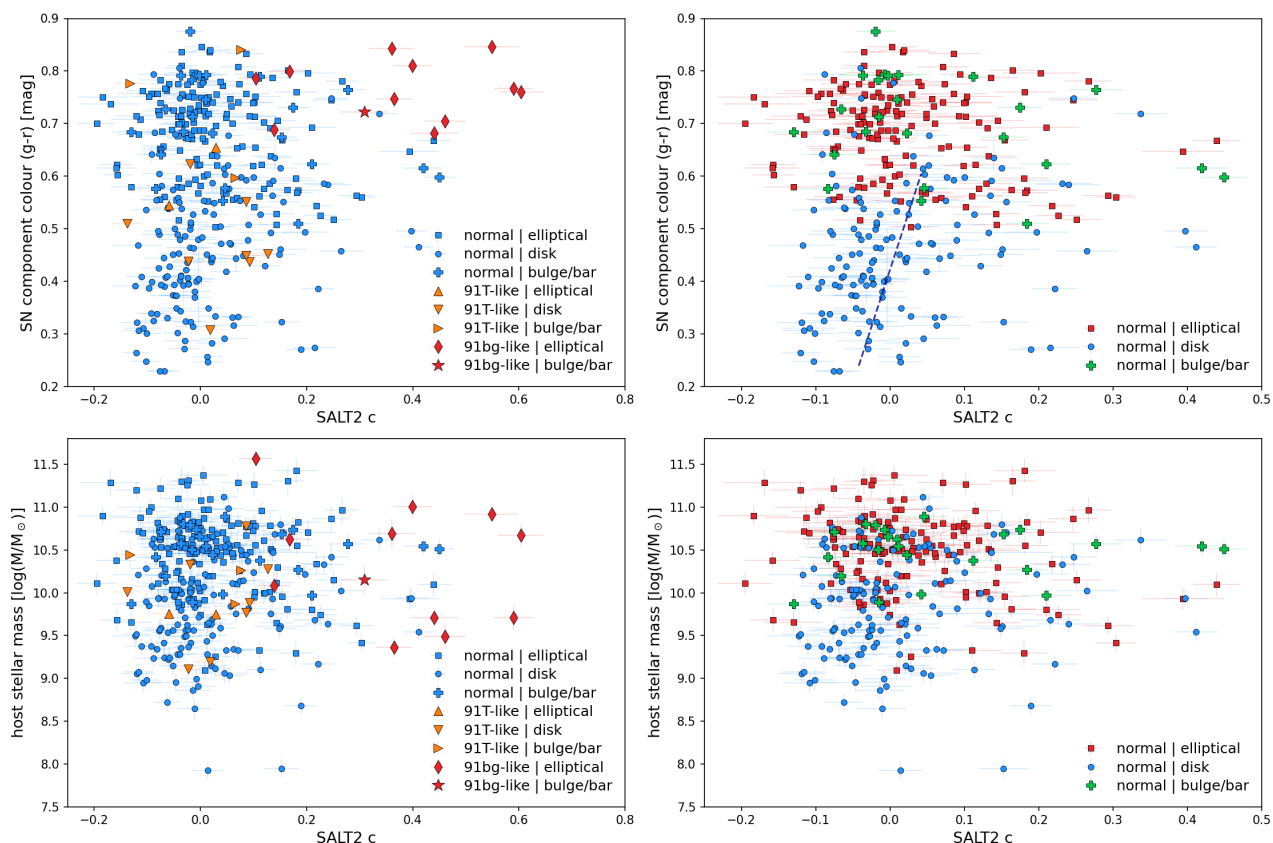 0.9
0.8
0.7
0.6
0.5
0.4
0.3
0.2
SN component colour (g-r) [mag]
normal | elliptical
normal | disk
normal | bulge/bar
91T-like | elliptical
91T-like | disk
91T-like | bulge/bar
91bg-like | elliptical
91bg-like | bulge/bar
−0.2 0.0 0.2 0.4 0.6 0.8
SALT2 c
0.9
0.8
0.7
0.6
0.5
0.4
0.3
0.2
SN component colour (g-r) [mag]
normal | elliptical
normal | disk
normal | bulge/bar
−0.2 −0.1 0.0 0.1 0.2 0.3 0.4 0.5
SALT2 c
11.5
11.0
10.5
10.0
9.5
9.0
8.5
8.0
7.5
host stellar mass [log(M/M⊙)]
normal | elliptical
normal | disk
normal | bulge/bar
91T-like | elliptical
91T-like | disk
91T-like | bulge/bar
91bg-like | elliptical
91bg-like | bulge/bar
−0.2 0.0 0.2 0.4 0.6 0.8
SALT2 c
11.5
11.0
10.5
10.0
9.5
9.0
8.5
8.0
7.5
host stellar mass [log(M/M⊙)]
normal | elliptical
normal | disk
normal | bulge/bar
−0.2 −0.1 0.0 0.1 0.2 0.3 0.4 0.5
SALT2 c